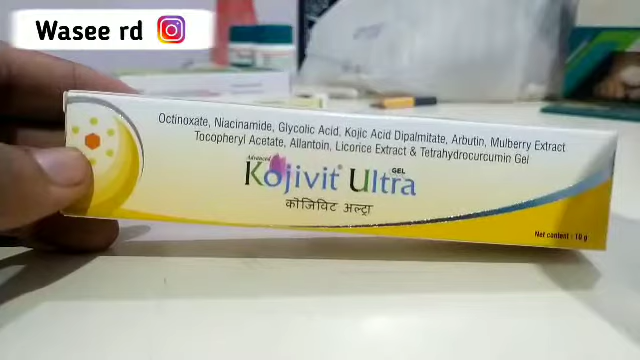 Wasee rd
Octinoxate, Niacinamide, Glycolic Acid, Kojic Acid Dipalmitate, Arbutin, Mulberry Extract
Tocopheryl Acetate, Allantoin, Licorice Extract & Tetrahydrocurcumin Gel
Advanced
Kojivit® Ultra GEL
कोजिविट अल्ट्रा
Net content : 15 g